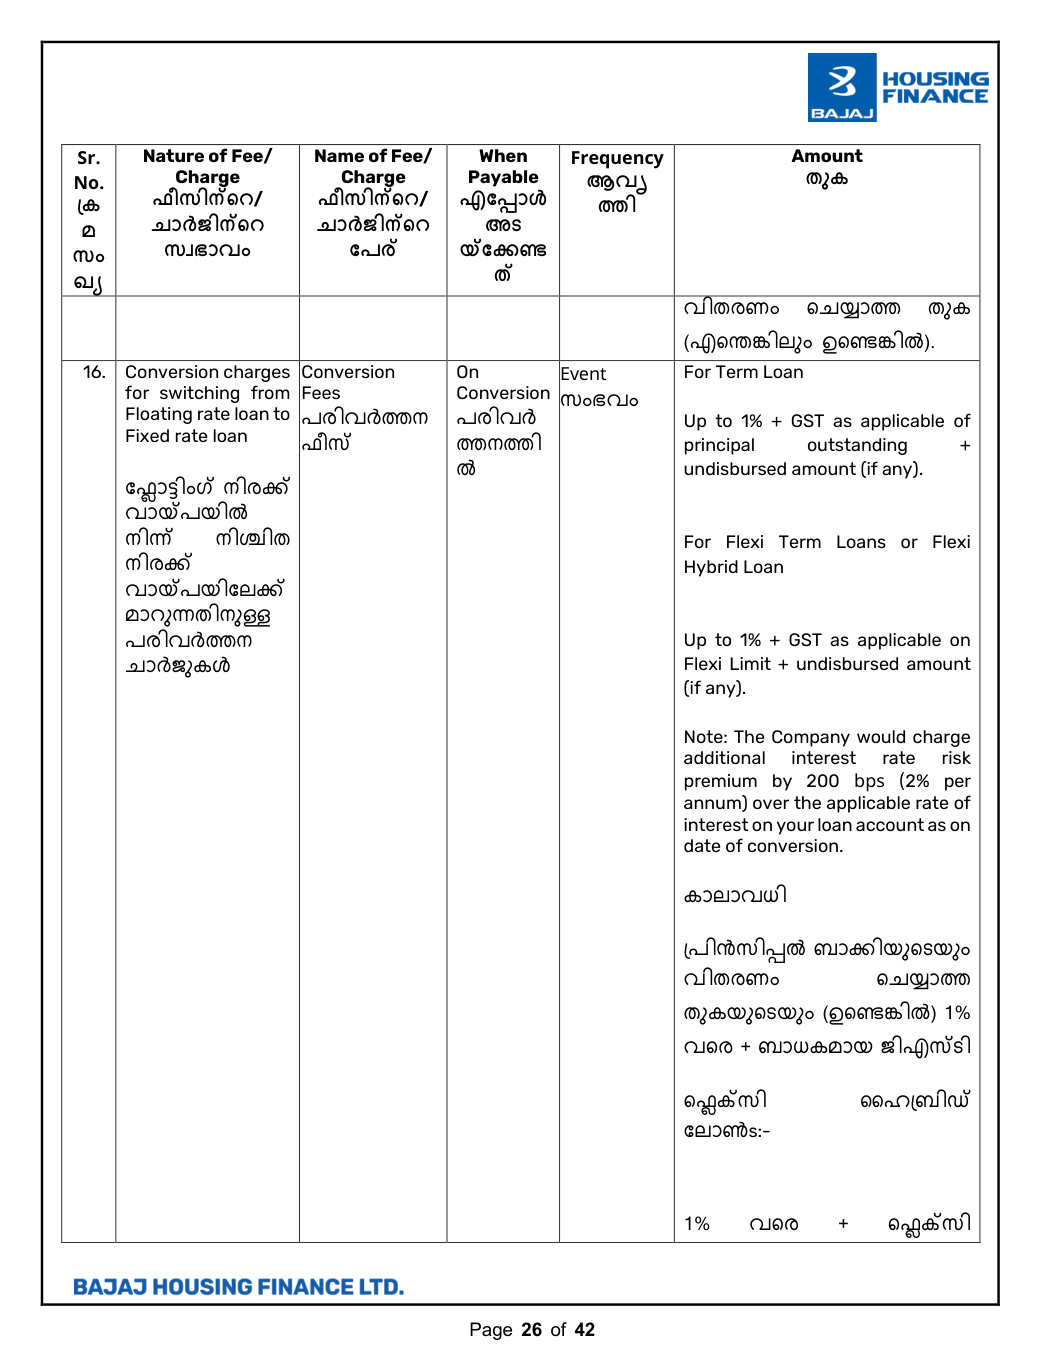 HOUSING
FINANCE
BAJAJ
Sr.
No.
ക്ര
മ
സം
ഖ്യ
Nature of Fee/
Charge
ഫീസിന്റെ/
ചാർജിന്റെ
സ്വഭാവം
Name of Fee/
Charge
ഫീസിന്റെ/
ചാർജിന്റെ
പേര്
When
Payable
എപ്പോൾ
അട
യ്ക്കേണ്ട
ത്
Frequency
ആവൃ
ത്തി
Amount
തുക
വിതരണം ചെയ്യാത്ത തുക
(എന്തെങ്കിലും ഉണ്ടെങ്കിൽ).
16.
Conversion charges
for switching from
Floating rate loan to
Fixed rate loan
ഫ്ലോട്ടിംഗ് നിരക്ക്
വായ്പയിൽ
നിന്ന് നിശ്ചിത
നിരക്ക്
വായ്പയിലേക്ക്
മാറുന്നതിനുള്ള
പരിവർത്തന
ചാർജുകൾ
Conversion
Fees
പരിവർത്തന
ഫീസ്
On
Conversion
പരിവർ
ത്തനത്തി
ൽ
Event
സംഭവം
For Term Loan
Up to 1% + GST as applicable of
principal outstanding +
undisbursed amount (if any).
For Flexi Term Loans or Flexi
Hybrid Loan
Up to 1% + GST as applicable on
Flexi Limit + undisbursed amount
(if any).
Note: The Company would charge
additional interest rate risk
premium by 200 bps (2% per
annum) over the applicable rate of
interest on your loan account as on
date of conversion.
കാലാവധി
പ്രിൻസിപ്പൽ ബാക്കിയുടെയും
വിതരണം ചെയ്യാത്ത
തുകയുടെയും (ഉണ്ടെങ്കിൽ) 1%
വരെ + ബാധകമായ ജിഎസ്ടി
ഫ്ലെക്സി ഹൈബ്രിഡ്
ലോൺs:-
1% വരെ + ഫ്ലെക്സി
BAJAJ HOUSING FINANCE LTD.
Page 26 of 42